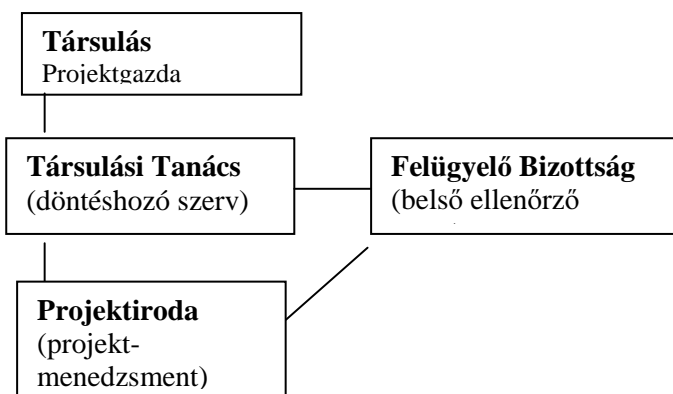 Társulás
Projektgazda
Társulási Tanács
(döntéshozó szerv)
Felügyelő Bizottság
(belső ellenőrző
Projektiroda
(projekt-
menedzsment)